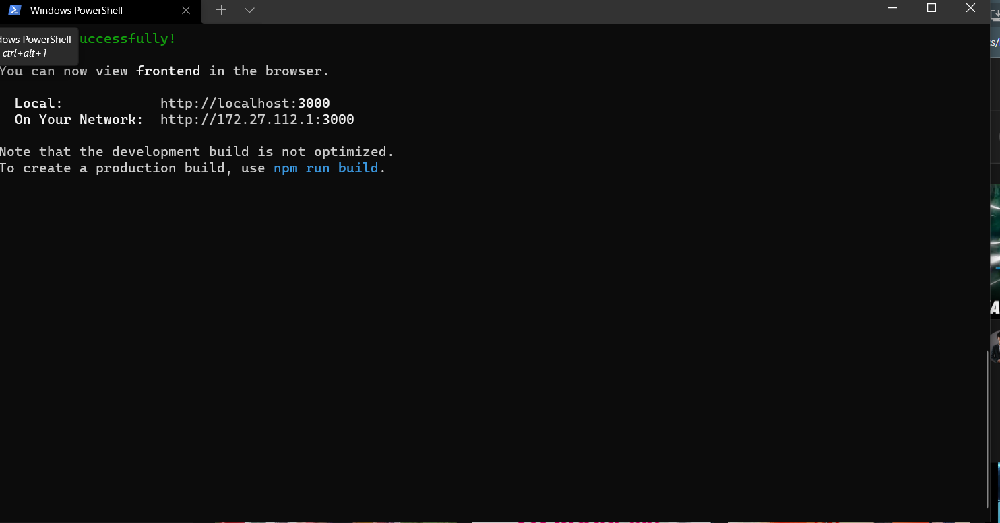 Windows PowerShell
dows PowerShell
ctrl+alt+1
uccessfully!
You can now view frontend in the browser.
Local: http://localhost:3000
On Your Network: http://172.27.112.1:3000
Note that the development build is not optimized.
To create a production build, use npm run build.
s/